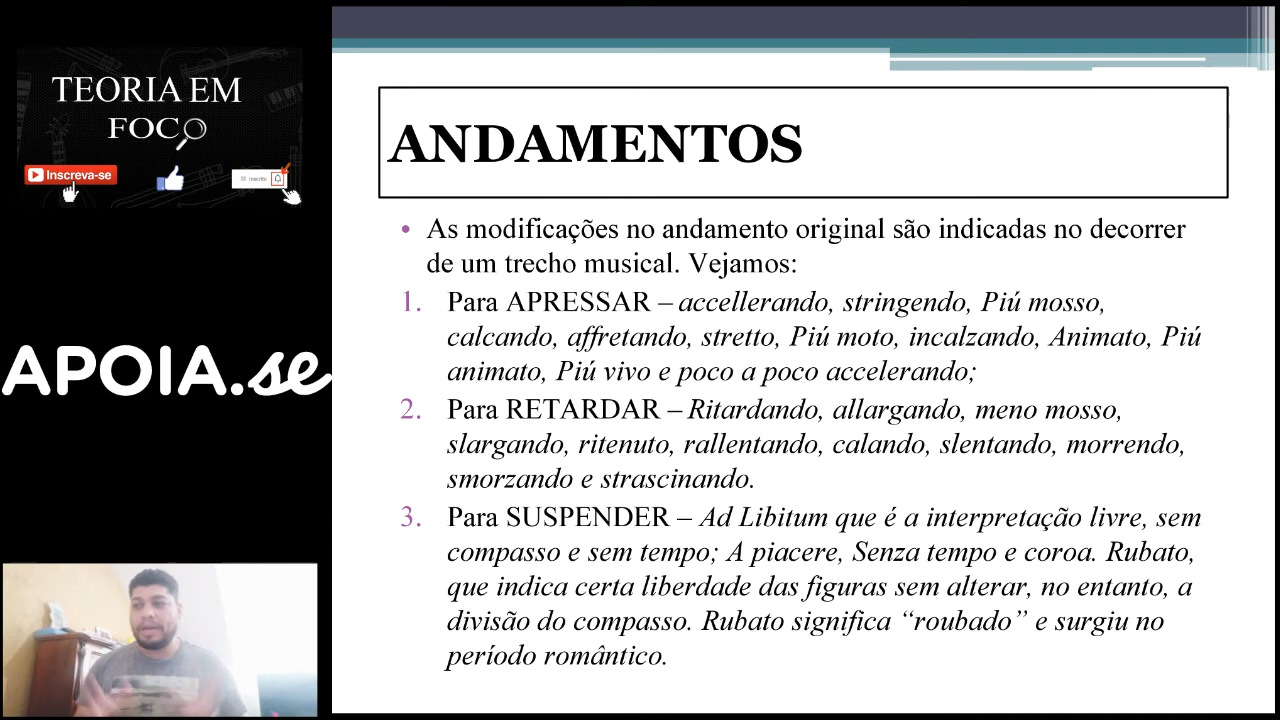 TEORIA EM
FOCO
Inscreva-se
Inscrito
APOIA.se
ANDAMENTOS
• As modificações no andamento original são indicadas no decorrer
de um trecho musical. Vejamos:
1. Para APRESSAR – accellerando, stringendo, Piú mosso,
calcando, affretando, stretto, Piú moto, incalzando, Animato, Piú
animato, Piú vivo e poco a poco accelerando;
2. Para RETARDAR – Ritardando, allargando, meno mosso,
slargando, ritenuto, rallentando, calando, slentando, morrendo,
smorzando e strascinando.
3. Para SUSPENDER – Ad Libitum que é a interpretação livre, sem
compasso e sem tempo; A piacere, Senza tempo e coroa. Rubato,
que indica certa liberdade das figuras sem alterar, no entanto, a
divisão do compasso. Rubato significa “roubado” e surgiu no
período romântico.